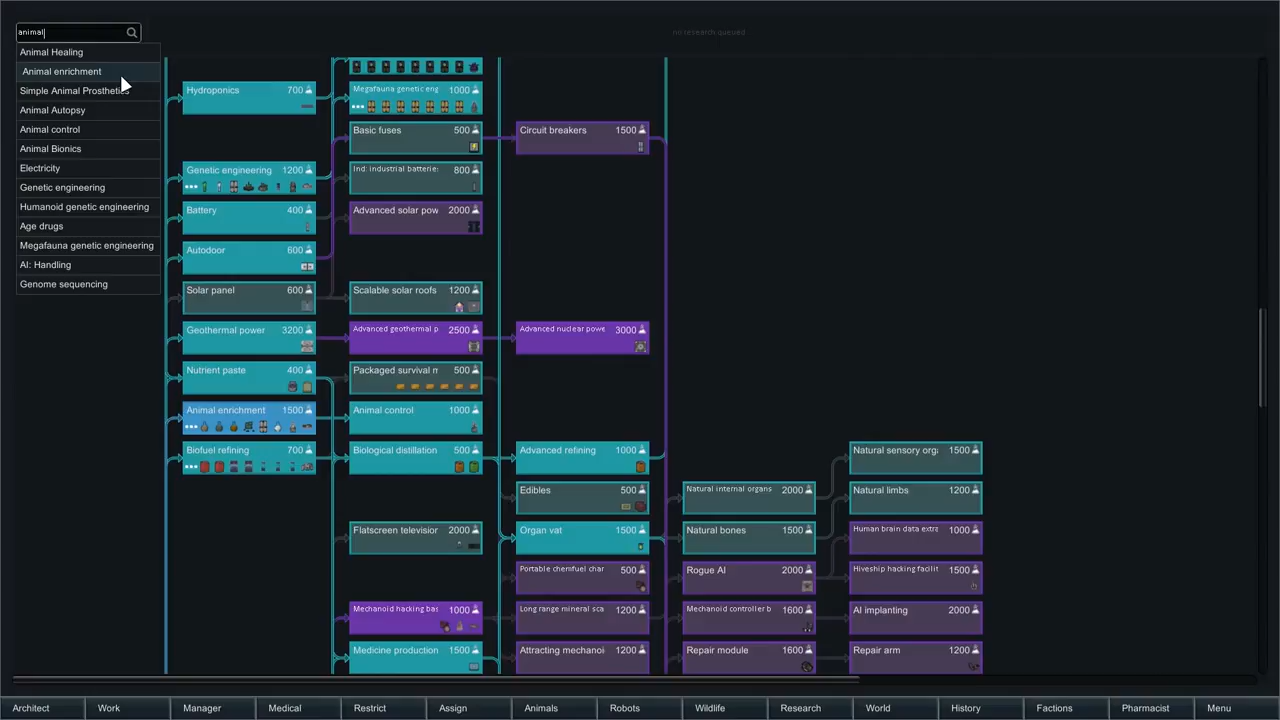 animal
no research queued
Animal Healing
Animal enrichment
Simple Animal Prosthetics
Animal Autopsy
Animal control
Animal Bionics
Electricity
Genetic engineering
Humanoid genetic engineering
Age drugs
Megafauna genetic engineering
AI: Handling
Genome sequencing
Hydroponics 700
Megafauna genetic eng 1000
Basic fuses 500
Circuit breakers 1500
Genetic engineering 1200
Ind: industrial batterie: 800
Battery 400
Advanced solar pow 2000
Autodoor 600
Solar panel 600
Scalable solar roofs 1200
Geothermal power 3200
Advanced geothermal p 2500
Advanced nuclear powe 3000
Nutrient paste 400
Packaged survival m 500
Animal enrichment 1500
Animal control 1000
Biofuel refining 700
Biological distillation 500
Advanced refining 1000
Natural sensory orga 1500
Edibles 500
Natural internal organs 2000
Natural limbs 1200
Flatscreen televisior 2000
Organ vat 1500
Natural bones 1500
Human brain data extra 1000
Portable chemfuel char 500
Rogue AI 2000
Hiveship hacking facilit 1500
Mechanoid hacking bas 1000
Long range mineral sca 1200
Mechanoid controller b 1600
AI implanting 2000
Medicine production 1500
Attracting mechanoi 1200
Repair module 1600
Repair arm 1200
Architect
Work
Manager
Medical
Restrict
Assign
Animals
Robots
Wildlife
Research
World
History
Factions
Pharmacist
Menu